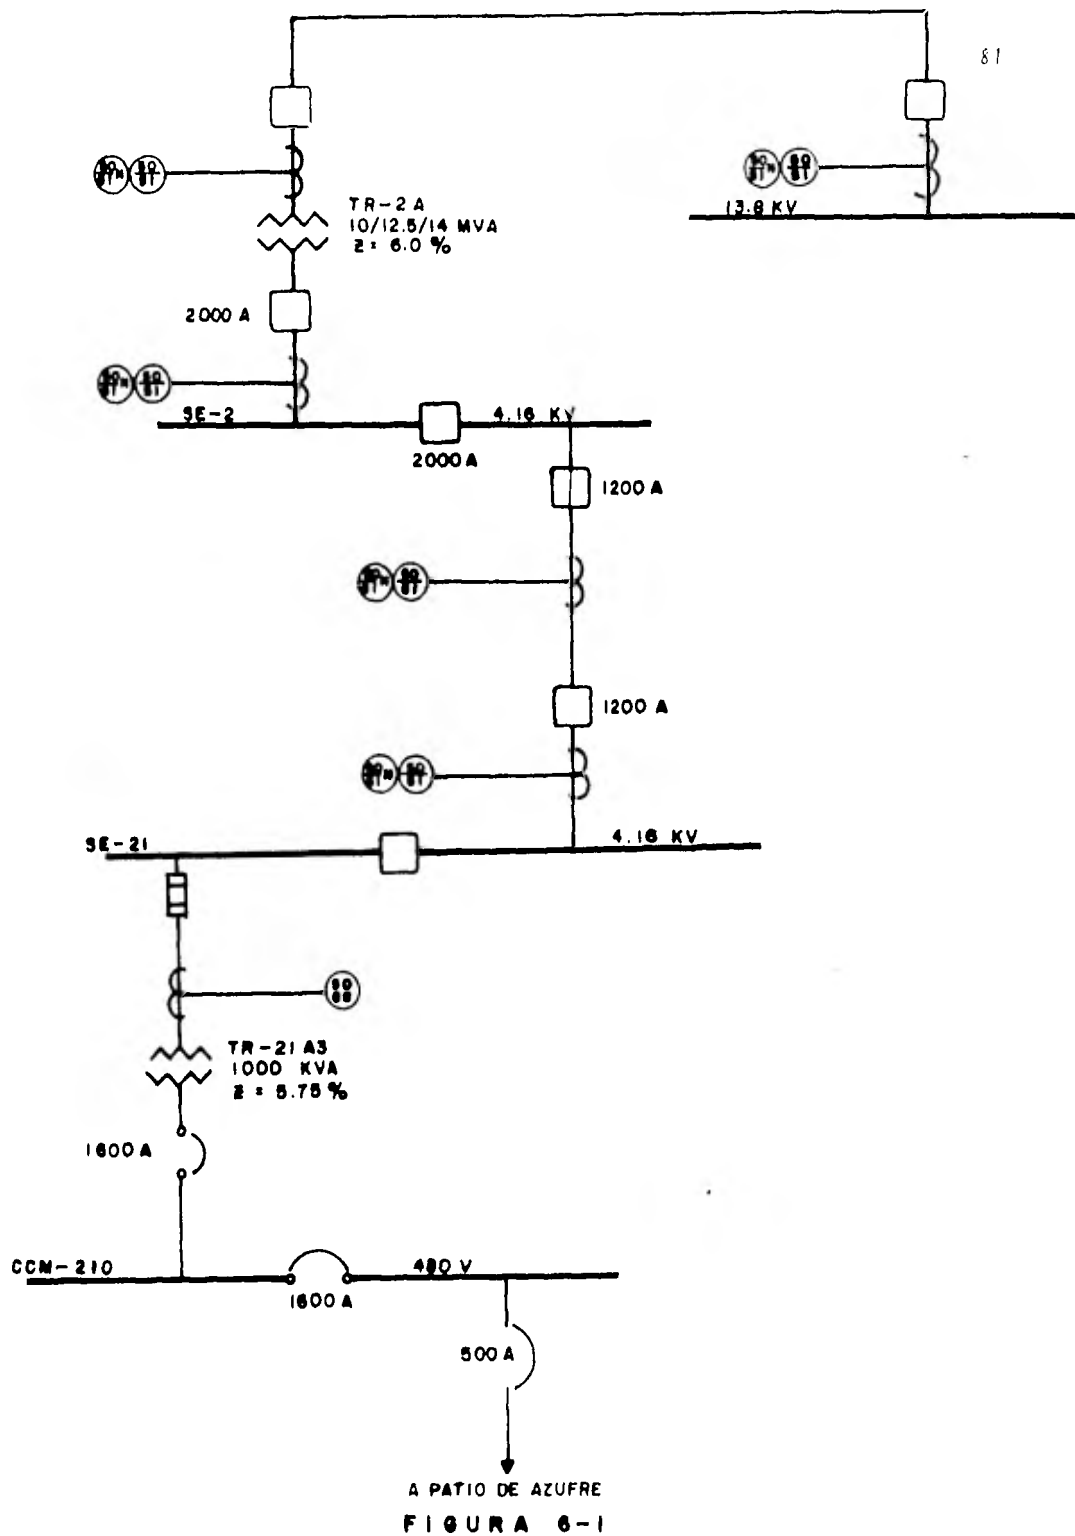 81
TR-2A
10/12.5/14 MVA
z = 6.0 %
13.8 KV
2000 A
SE-2
4.16 KV
2000 A
1200 A
1200 A
SE-21
4.16 KV
TR-21 A3
1000 KVA
z = 5.75 %
1600 A
CCM-210
480 V
1600 A
500 A
A PATIO DE AZUFRE
FIGURA 6-1